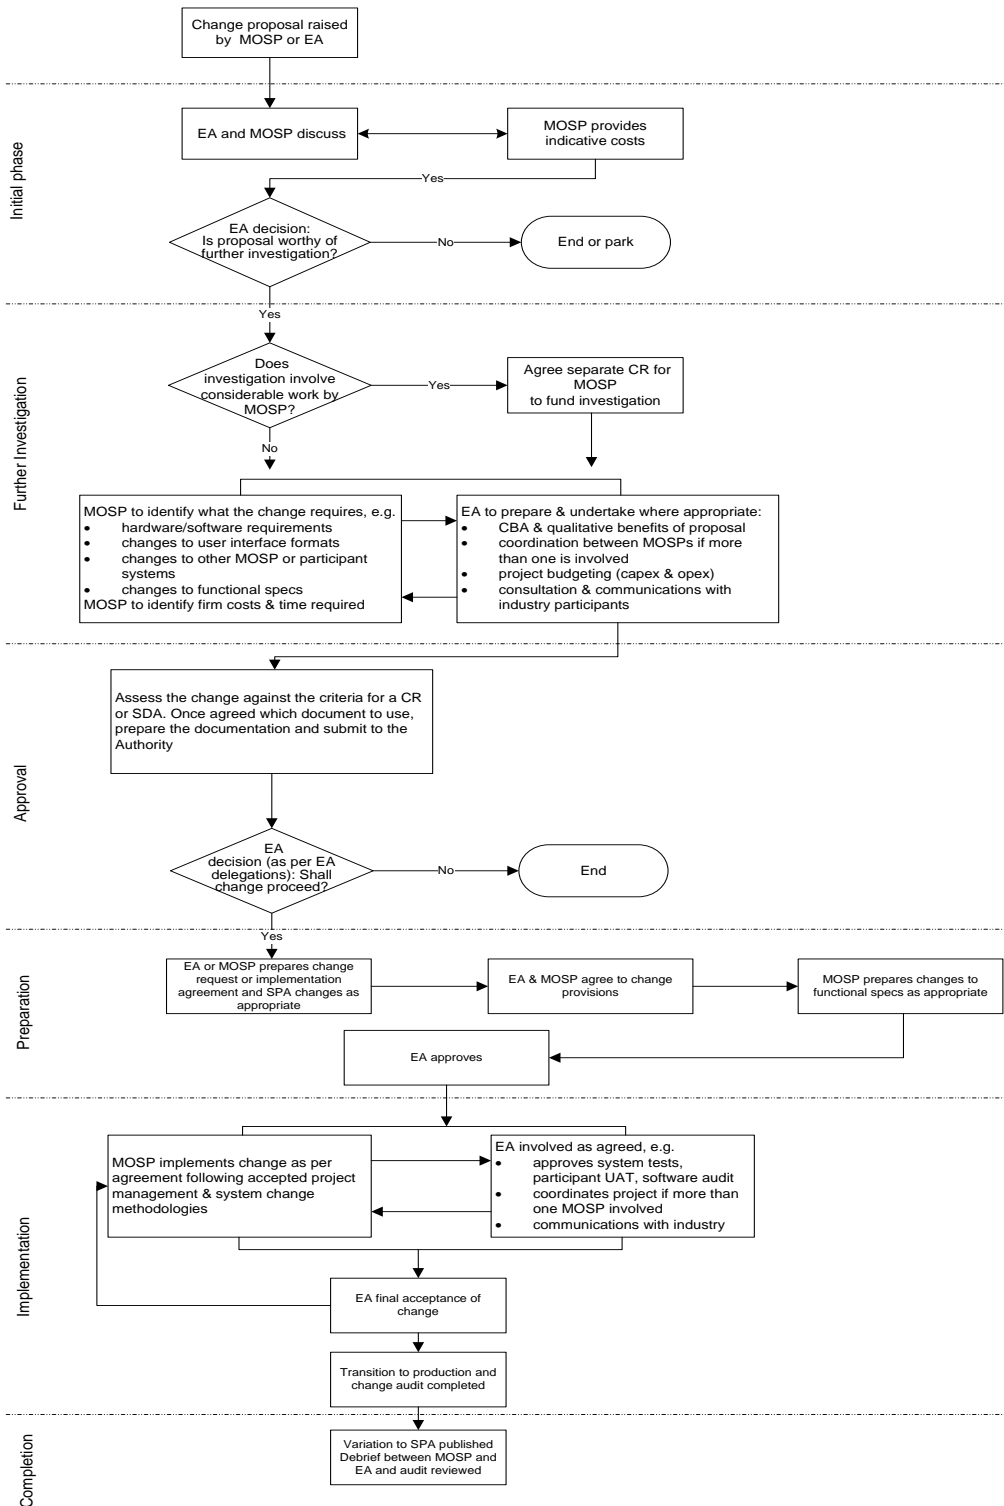 Change proposal raised
by MOSP or EA
Initial phase
EA and MOSP discuss
MOSP provides
indicative costs
Yes
EA decision:
Is proposal worthy of
further investigation?
No
End or park
Yes
Further Investigation
Does
investigation involve
considerable work by
MOSP?
Yes
Agree separate CR for
MOSP
to fund investigation
No
MOSP to identify what the change requires, e.g.
• hardware/software requirements
• changes to user interface formats
• changes to other MOSP or participant
systems
• changes to functional specs
MOSP to identify firm costs & time required
EA to prepare & undertake where appropriate:
• CBA & qualitative benefits of proposal
• coordination between MOSPs if more
than one is involved
• project budgeting (capex & opex)
• consultation & communications with
industry participants
Approval
Assess the change against the criteria for a CR
or SDA. Once agreed which document to use,
prepare the documentation and submit to the
Authority
EA
decision (as per EA
delegations): Shall
change proceed?
No
End
Yes
Preparation
EA or MOSP prepares change
request or implementation
agreement and SPA changes as
appropriate
EA & MOSP agree to change
provisions
MOSP prepares changes to
functional specs as appropriate
EA approves
Implementation
MOSP implements change as per
agreement following accepted project
management & system change
methodologies
EA involved as agreed, e.g.
• approves system tests,
participant UAT, software audit
• coordinates project if more than
one MOSP involved
• communications with industry
EA final acceptance of
change
Transition to production and
change audit completed
Completion
Variation to SPA published
Debrief between MOSP and
EA and audit reviewed